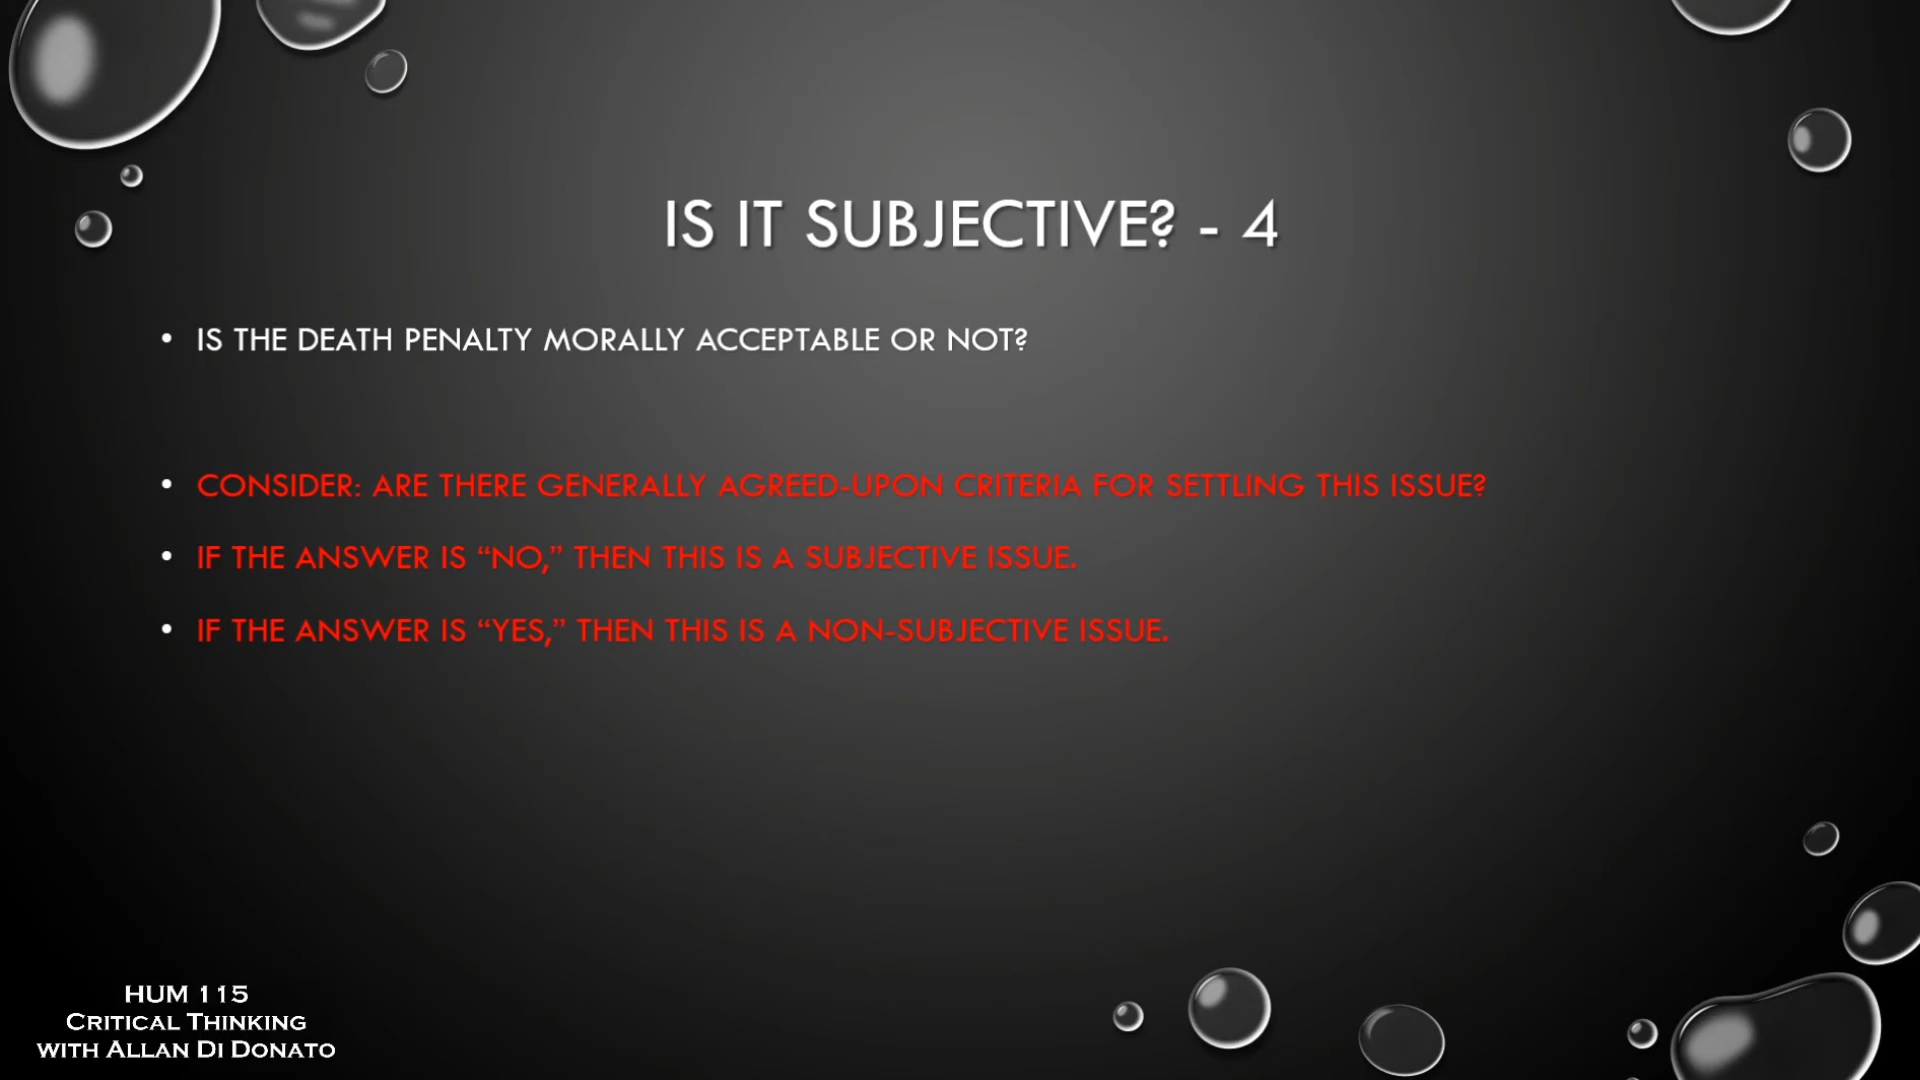 IS IT SUBJECTIVE? - 4
• IS THE DEATH PENALTY MORALLY ACCEPTABLE OR NOT?
• CONSIDER: ARE THERE GENERALLY AGREED-UPON CRITERIA FOR SETTLING THIS ISSUE?
• IF THE ANSWER IS “NO,” THEN THIS IS A SUBJECTIVE ISSUE.
• IF THE ANSWER IS “YES,” THEN THIS IS A NON-SUBJECTIVE ISSUE.
HUM 115
CRITICAL THINKING
WITH ALLAN DI DONATO